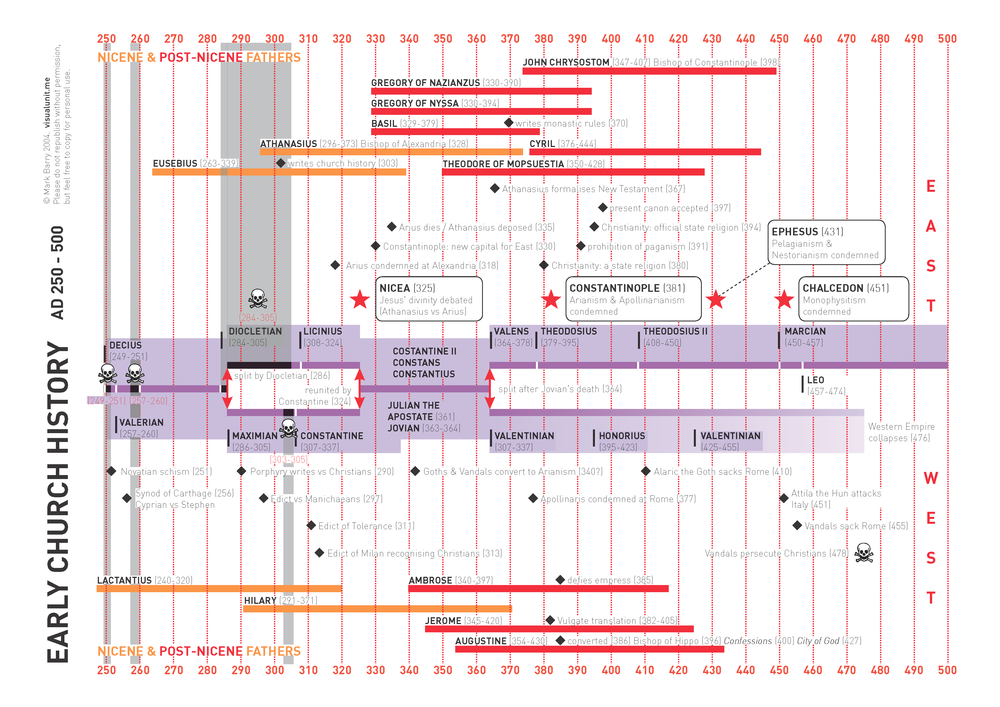 250 260 270 280 290 300 310 320 330 340 350 360 370 380 390 400 410 420 430 440 450 460 470 480 490 500
NICENE & POST-NICENE FATHERS
EARLY CHURCH HISTORY AD 250 - 500
© Mark Barry 2004. visualunit.me
Please do not republish without permission,
but feel free to copy for personal use.
JOHN CHRYSOSTOM (347-407) Bishop of Constantinople (398)
GREGORY OF NAZIANZUS (330-390)
GREGORY OF NYSSA (330-394)
BASIL (329-379)
writes monastic rules (370)
ATHANASIUS (296-373) Bishop of Alexandria (328)
CYRIL (376-444)
EUSEBIUS (263-339)
writes church history (303)
THEODORE OF MOPSUESTIA (350-428)
Athanasius formalises New Testament (367)
present canon accepted (397)
Arius dies / Athanasius deposed (335)
Christianity: official state religion (394)
Constantinople: new capital for East (330)
prohibition of paganism (391)
Arius condemned at Alexandria (318)
Christianity: a state religion (380)
EPHESUS (431)
Pelagianism &
Nestorianism condemned
NICEA (325)
Jesus' divinity debated
(Athanasius vs Arius)
CONSTANTINOPLE (381)
Arianism & Apollinarianism
condemned
CHALCEDON (451)
Monophysitism
condemned
EAST
(284-305)
DIOCLETIAN
(284-305)
LICINIUS
(308-324)
VALENS
(364-378)
THEODOSIUS
(379-395)
THEODOSIUS II
(408-450)
MARCIAN
(450-457)
DECIUS
(249-251)
COSTANTINE II
CONSTANS
CONSTANTIUS
split by Diocletian (286)
reunited by
Constantine (324)
split after Jovian's death (364)
LEO
(457-474)
(249-251) (257-260)
JULIAN THE
APOSTATE (361)
JOVIAN (363-364)
VALERIAN
(257-260)
MAXIMIAN
(286-305)
CONSTANTINE
(307-337)
VALENTINIAN
(307-337)
HONORIUS
(395-423)
VALENTINIAN
(425-455)
Western Empire
collapses (476)
(303-305)
WEST
Novatian schism (251)
Porphyry writes vs Christians (290)
Goths & Vandals convert to Arianism (340?)
Alaric the Goth sacks Rome (410)
Synod of Carthage (256)
Cyprian vs Stephen
Edict vs Manichaeans (297)
Apollinaris condemned at Rome (377)
Attila the Hun attacks
Italy (451)
Edict of Tolerance (311)
Vandals sack Rome (455)
Edict of Milan recognising Christians (313)
Vandals persecute Christians (478)
LACTANTIUS (240-320)
AMBROSE (340-397)
defies empress (385)
HILARY (291-371)
JEROME (345-420)
Vulgate translation (382-405)
AUGUSTINE (354-430)
converted (386) Bishop of Hippo (396) Confessions (400) City of God (427)
NICENE & POST-NICENE FATHERS
250 260 270 280 290 300 310 320 330 340 350 360 370 380 390 400 410 420 430 440 450 460 470 480 490 500